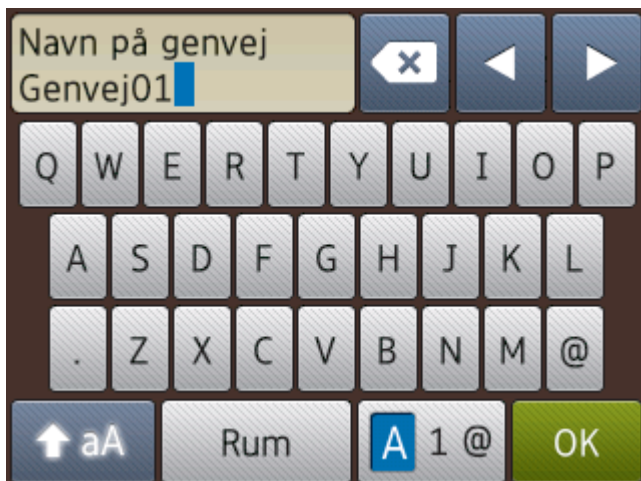 Navn på genvej
Genvej01
Q W E R T Y U I O P
A S D F G H J K L
. Z X C V B N M @
aA Rum A 1 @ OK